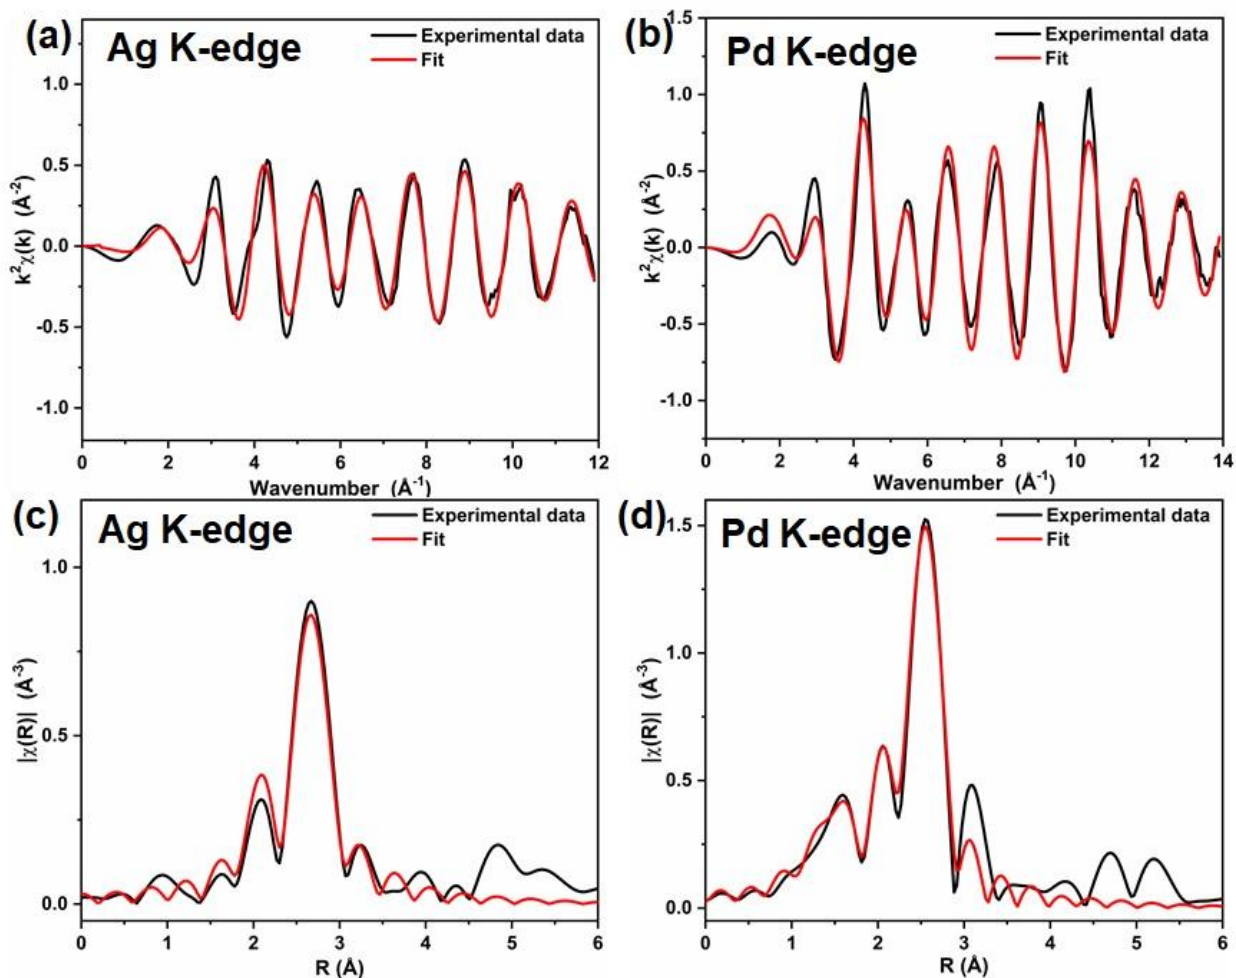 (a) Ag K-edge
Experimental data
Fit
1.0
0.5
0.0
-0.5
-1.0
k²χ(k) (Å⁻²)
0 2 4 6 8 10 12
Wavenumber (Å⁻¹)
(b) Pd K-edge
Experimental data
Fit
1.5
1.0
0.5
0.0
-0.5
-1.0
k²χ(k) (Å⁻²)
0 2 4 6 8 10 12 14
Wavenumber (Å⁻¹)
(c) Ag K-edge
Experimental data
Fit
1.0
0.5
0.0
|χ(R)| (Å⁻³)
0 1 2 3 4 5 6
R (Å)
(d) Pd K-edge
Experimental data
Fit
1.5
1.0
0.5
0.0
|χ(R)| (Å⁻³)
0 1 2 3 4 5 6
R (Å)